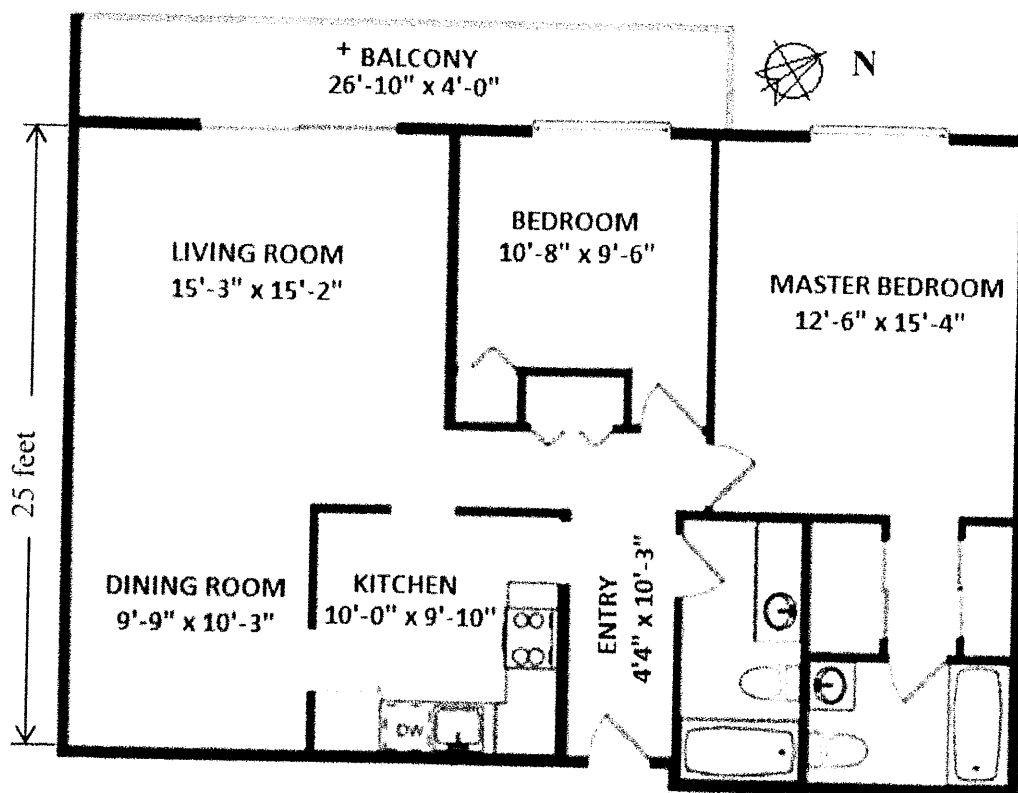 + BALCONY
26'-10" x 4'-0"
N
BEDROOM
10'-8" x 9'-6"
LIVING ROOM
15'-3" x 15'-2"
MASTER BEDROOM
12'-6" x 15'-4"
25 feet
DINING ROOM
9'-9" x 10'-3"
KITCHEN
10'-0" x 9'-10"
ENTRY
4'4" x 10'-3"
DW